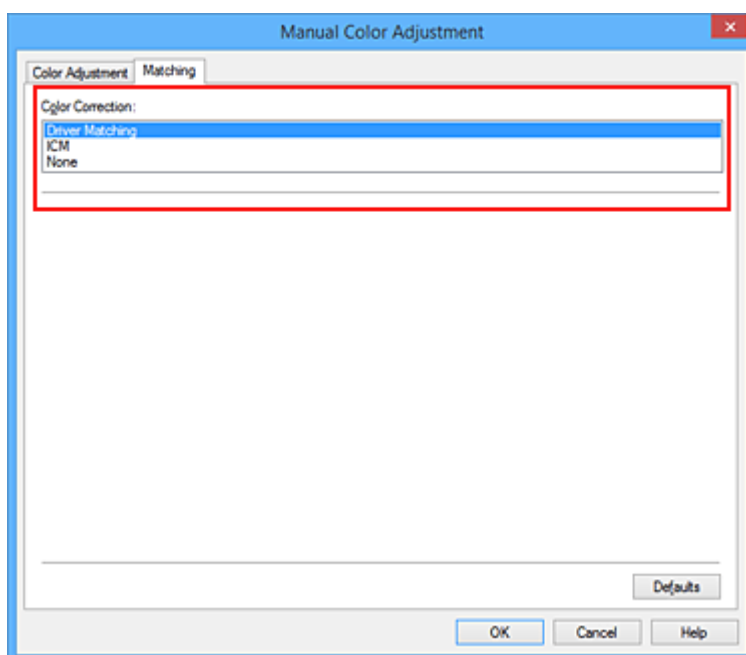 Manual Color Adjustment
Color Adjustment Matching
Color Correction:
Driver Matching
ICM
None
Defaults
OK Cancel Help